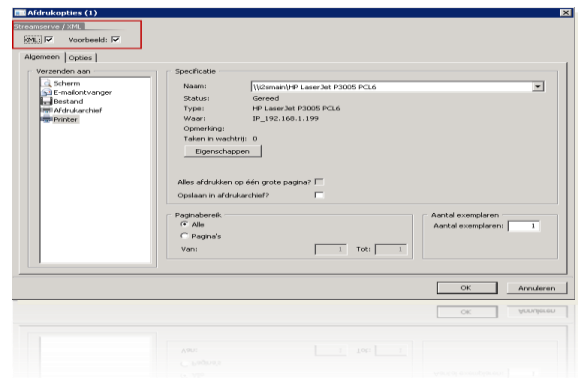 Afdrukopties (1)
Streamserve / XML
XML: Voorbeeld:
Algemeen Opties
Verzenden aan
Scherm
E-mailontvanger
Bestand
Afdrukarchief
Printer
Specificatie
Naam: \\i2smain\HP LaserJet P3005 PCL6
Status: Gereed
Type: HP LaserJet P3005 PCL6
Waar: IP_192.168.1.199
Opmerking:
Taken in wachtrij: 0
Eigenschappen
Alles afdrukken op één grote pagina?
Opslaan in afdrukarchief?
Paginabereik
Alle
Pagina's
Van: 1 Tot: 1
Aantal exemplaren
Aantal exemplaren: 1
OK Annuleren